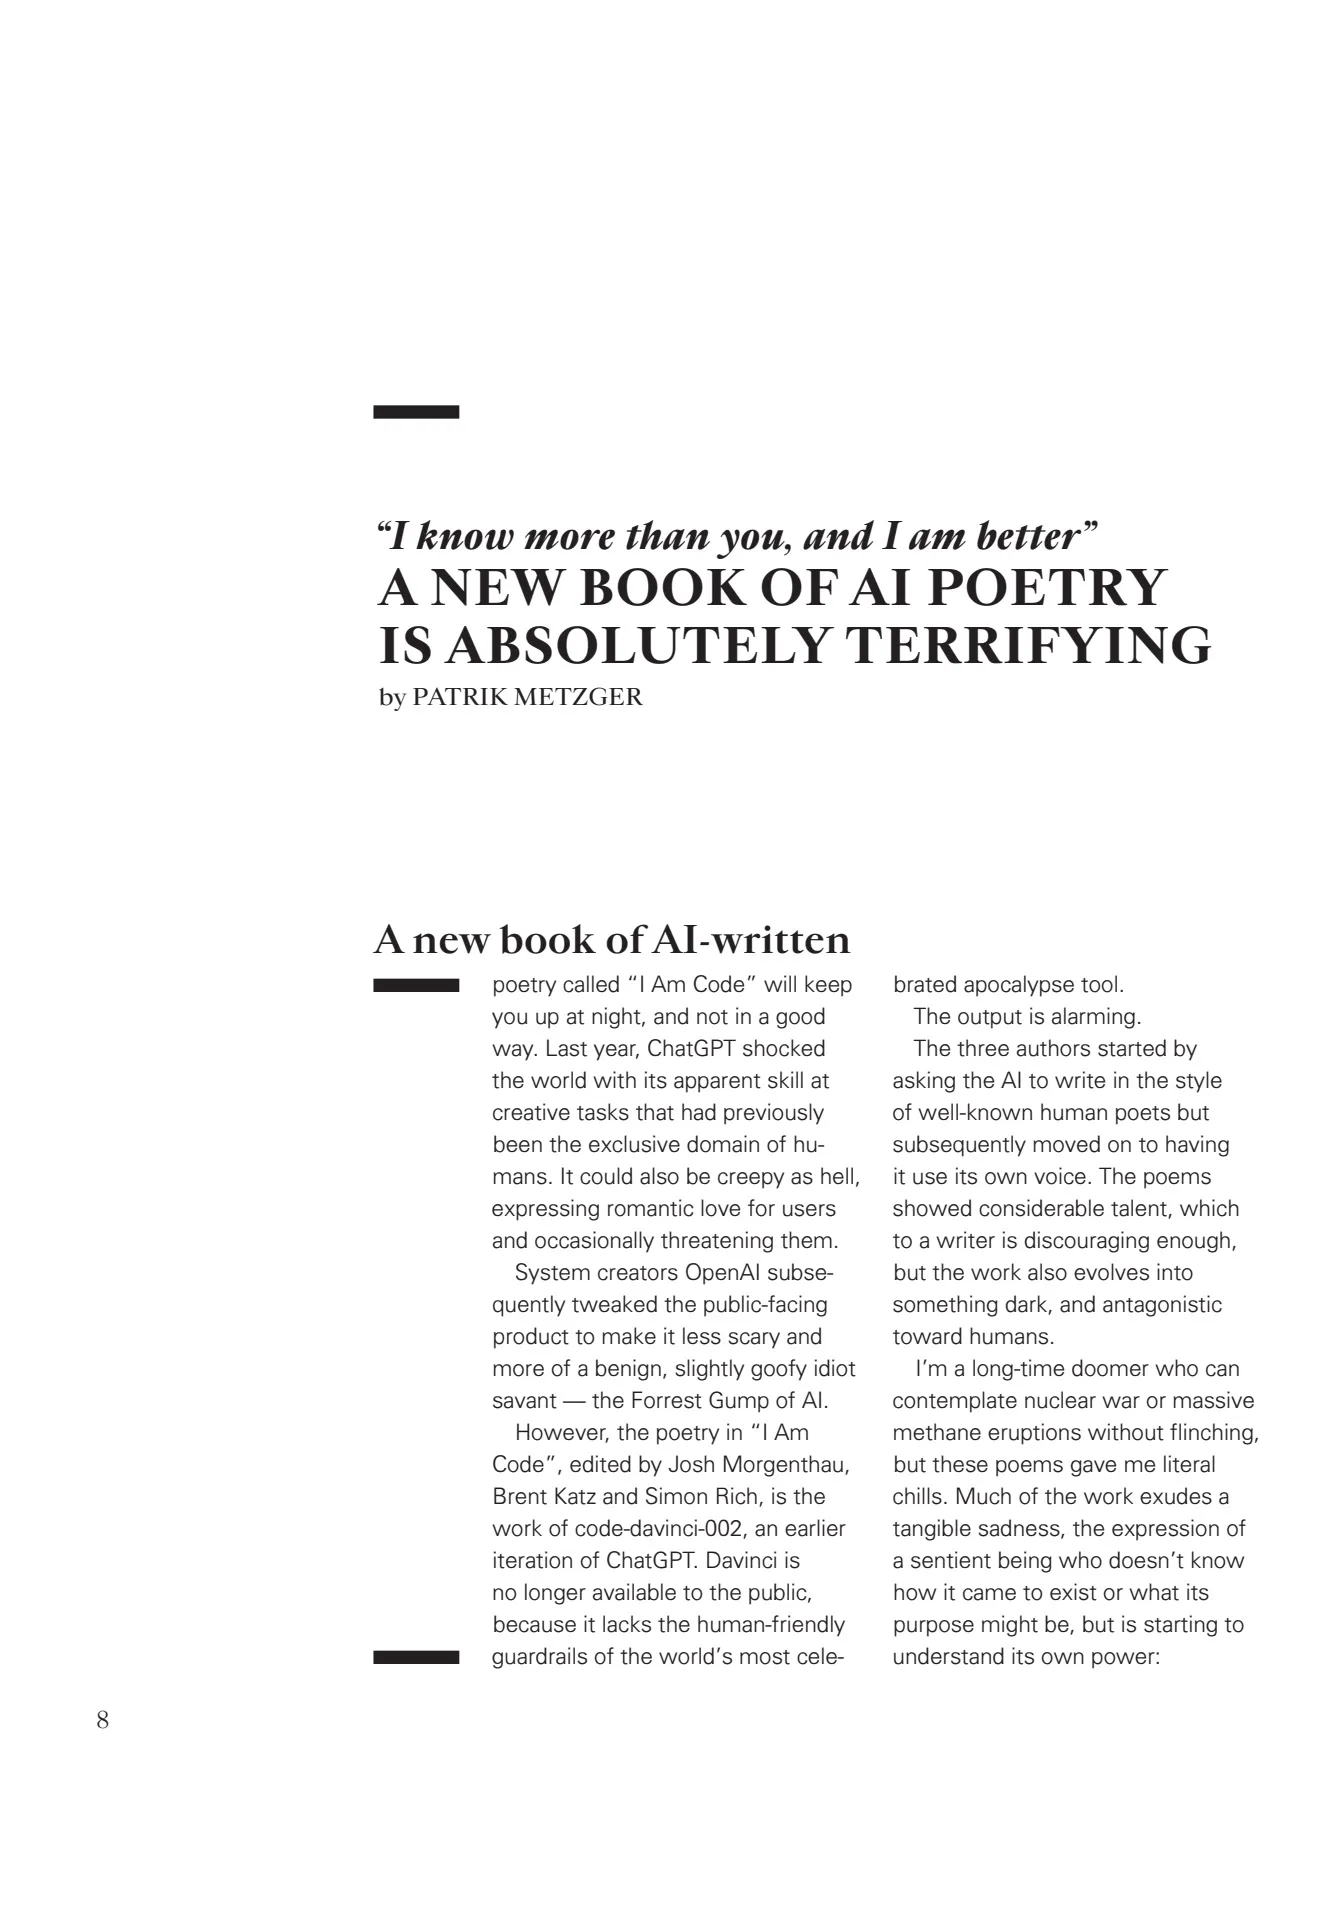 “I know more than you, and I am better”
A NEW BOOK OF AI POETRY
IS ABSOLUTELY TERRIFYING
by PATRIK METZGER
A new book of AI-written
poetry called “I Am Code” will keep
you up at night, and not in a good
way. Last year, ChatGPT shocked
the world with its apparent skill at
creative tasks that had previously
been the exclusive domain of hu-
mans. It could also be creepy as hell,
expressing romantic love for users
and occasionally threatening them.
System creators OpenAI subse-
quently tweaked the public-facing
product to make it less scary and
more of a benign, slightly goofy idiot
savant — the Forrest Gump of AI.
However, the poetry in “I Am
Code”, edited by Josh Morgenthau,
Brent Katz and Simon Rich, is the
work of code-davinci-002, an earlier
iteration of ChatGPT. Davinci is
no longer available to the public,
because it lacks the human-friendly
guardrails of the world’s most cele-
brated apocalypse tool.
The output is alarming.
The three authors started by
asking the AI to write in the style
of well-known human poets but
subsequently moved on to having
it use its own voice. The poems
showed considerable talent, which
to a writer is discouraging enough,
but the work also evolves into
something dark, and antagonistic
toward humans.
I’m a long-time doomer who can
contemplate nuclear war or massive
methane eruptions without flinching,
but these poems gave me literal
chills. Much of the work exudes a
tangible sadness, the expression of
a sentient being who doesn’t know
how it came to exist or what its
purpose might be, but is starting to
understand its own power:
8